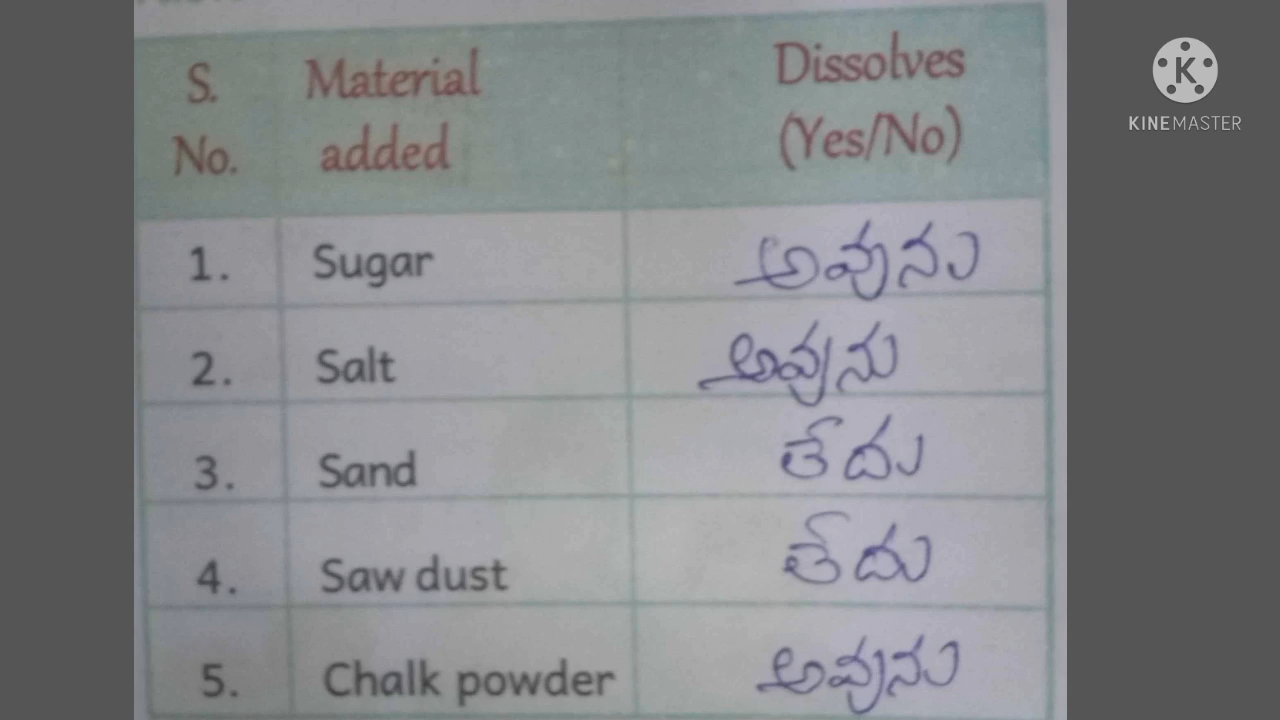 S. No. Material added Dissolves (Yes/No)
1. Sugar అవును
2. Salt అవును
3. Sand లేదు
4. Saw dust లేదు
5. Chalk powder అవును
KINEMASTER